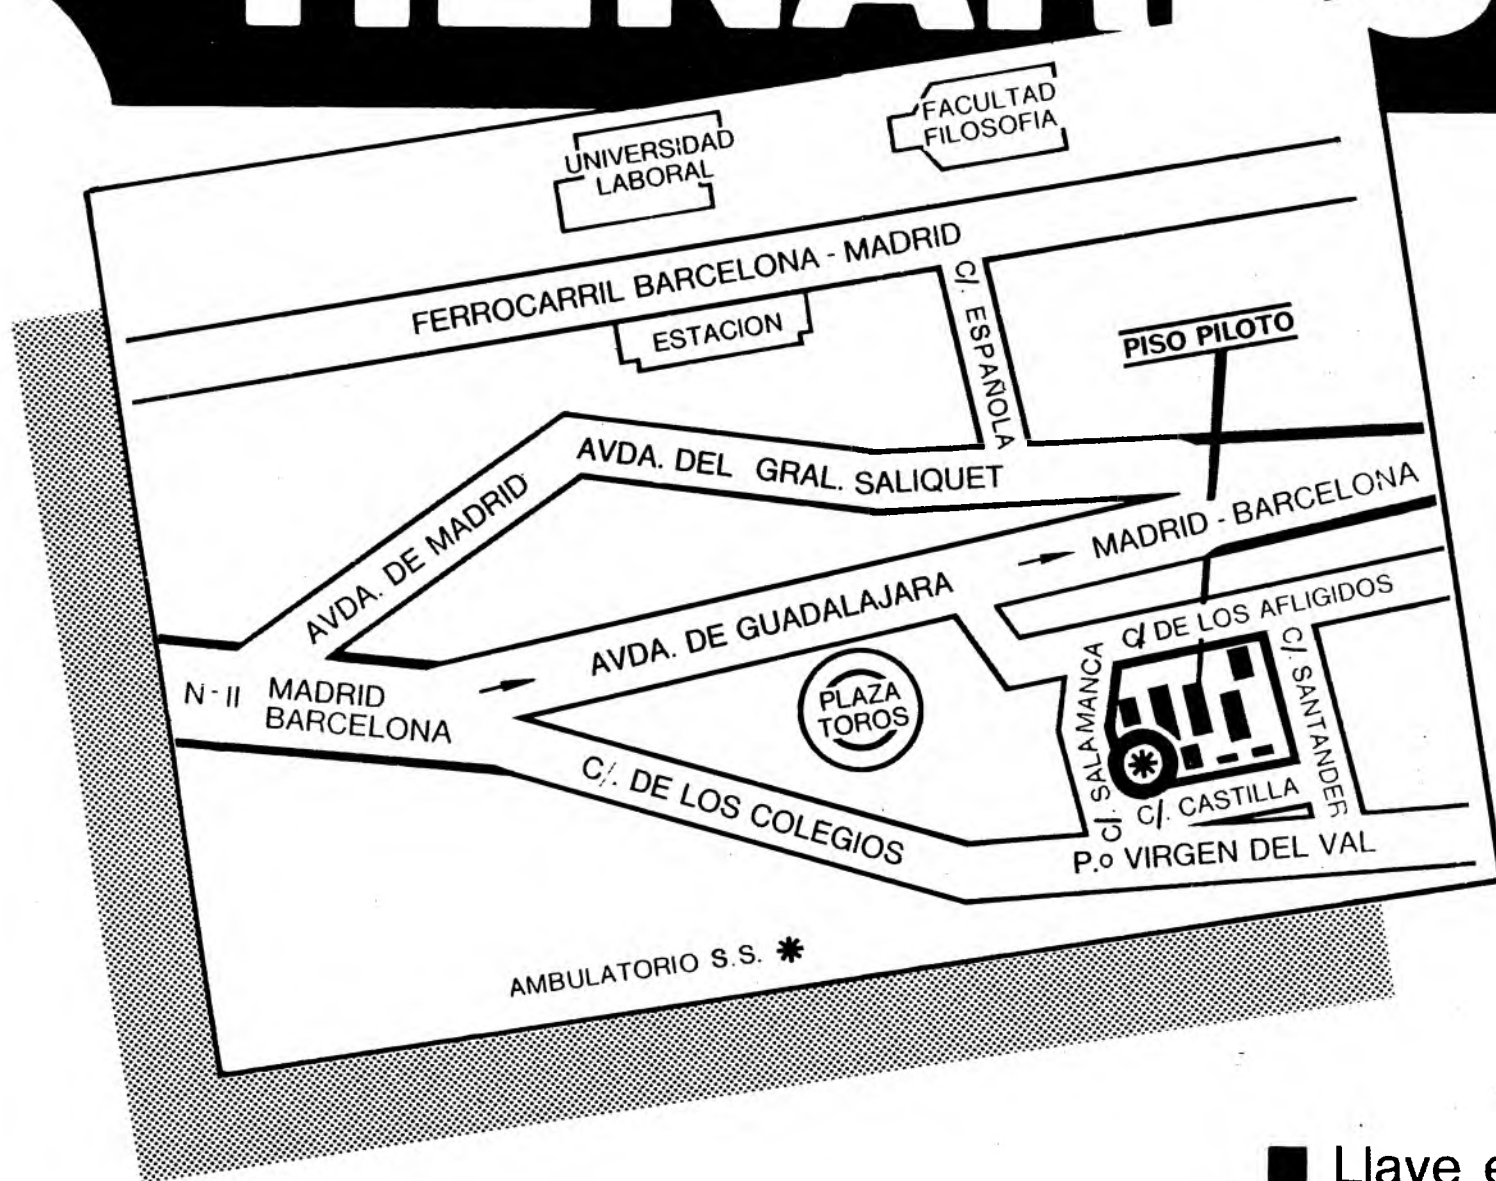 UNIVERSIDAD
LABORAL
FACULTAD
FILOSOFIA
FERROCARRIL BARCELONA - MADRID
ESTACION
C/. ESPAÑOLA
PISO PILOTO
AVDA. DE MADRID
AVDA. DEL GRAL. SALIQUET
MADRID - BARCELONA
AVDA. DE GUADALAJARA
C/ DE LOS AFLIGIDOS
N-II MADRID
BARCELONA
PLAZA
TOROS
C/. SALAMANCA
C/. SANTANDER
C/. DE LOS COLEGIOS
C/. CASTILLA
P.o VIRGEN DEL VAL
AMBULATORIO S.S. *
Llave e